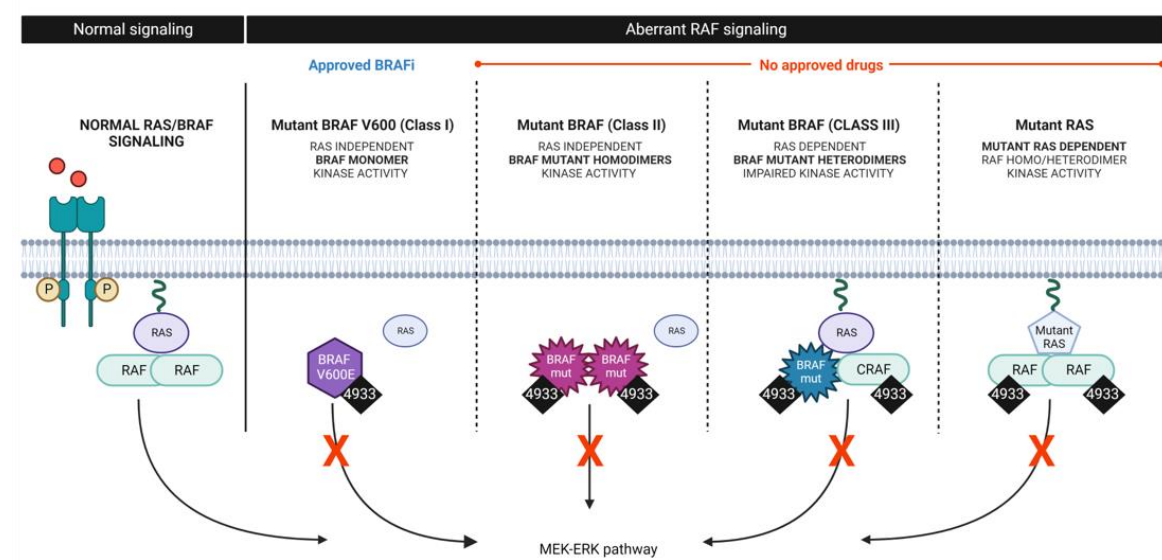 Normal signaling
Aberrant RAF signaling
Approved BRAFi
No approved drugs
NORMAL RAS/BRAF
SIGNALING
Mutant BRAF V600 (Class I)
RAS INDEPENDENT
BRAF MONOMER
KINASE ACTIVITY
Mutant BRAF (Class II)
RAS INDEPENDENT
BRAF MUTANT HOMODIMERS
KINASE ACTIVITY
Mutant BRAF (CLASS III)
RAS DEPENDENT
BRAF MUTANT HETERODIMERS
IMPAIRED KINASE ACTIVITY
Mutant RAS
MUTANT RAS DEPENDENT
RAF HOMO/HETERODIMER
KINASE ACTIVITY
P
P
RAS
RAF
RAF
RAS
BRAF
V600E
4933
RAS
BRAF
mut
BRAF
mut
4933
4933
RAS
BRAF
mut
CRAF
4933
4933
Mutant
RAS
RAF
RAF
4933
4933
X
X
X
X
MEK-ERK pathway